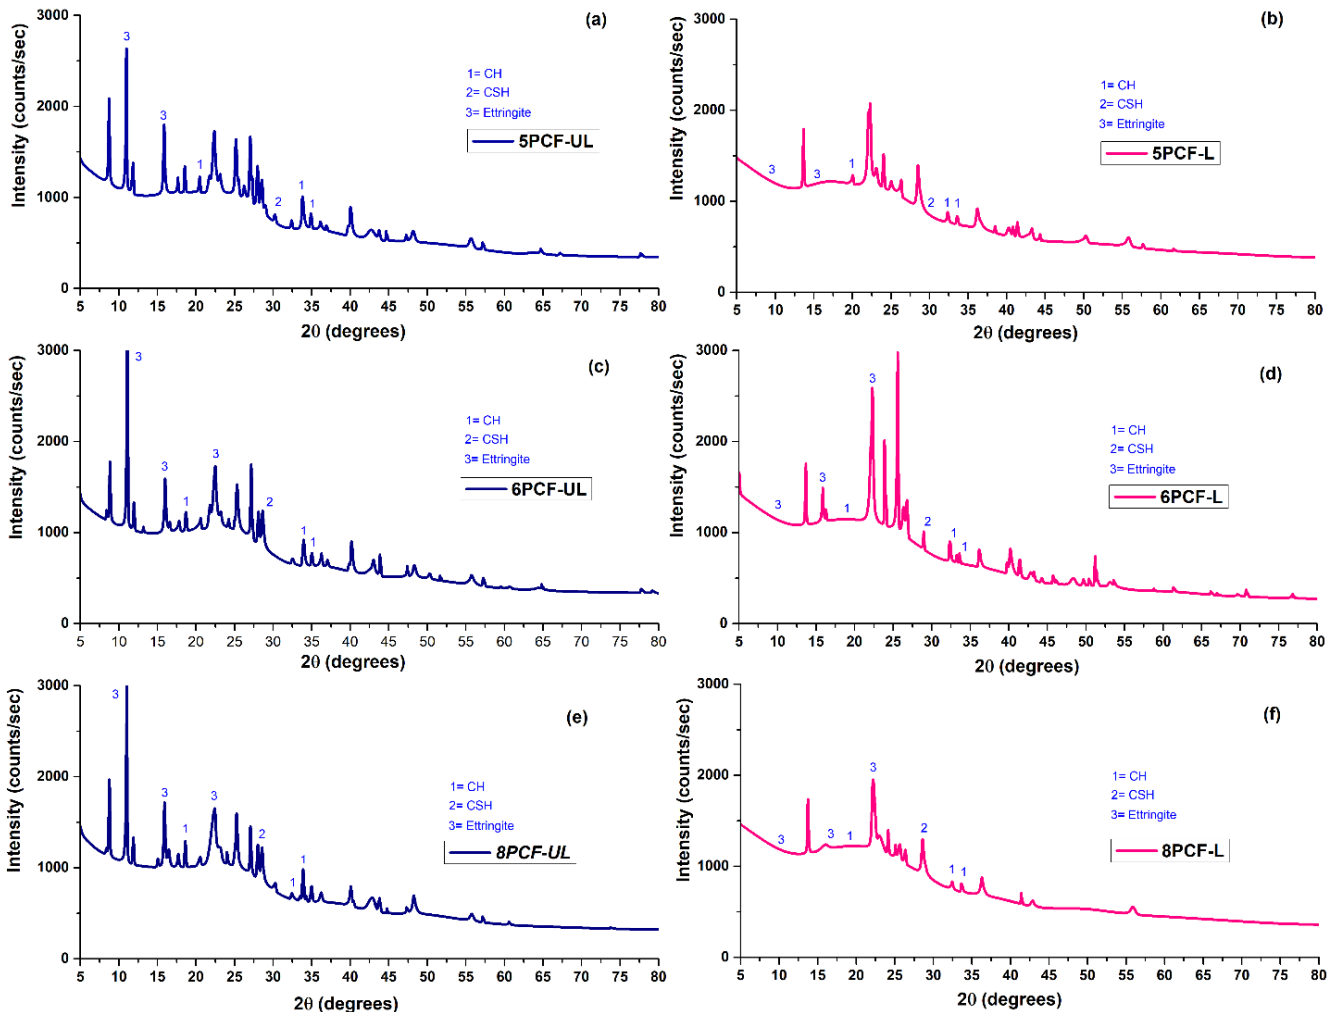 (a)
Intensity (counts/sec)
3000
2000
1000
0
3
3
1
2
1
1
1= CH
2= CSH
3= Ettringite
5PCF-UL
5 10 15 20 25 30 35 40 45 50 55 60 65 70 75 80
2θ (degrees)
(b)
Intensity (counts/sec)
3000
2000
1000
0
3
3
1
2
1
1
1= CH
2= CSH
3= Ettringite
5PCF-L
5 10 15 20 25 30 35 40 45 50 55 60 65 70 75 80
2θ (degrees)
(c)
Intensity (counts/sec)
3000
2000
1000
0
3
3
1
3
2
1
1
1= CH
2= CSH
3= Ettringite
6PCF-UL
5 10 15 20 25 30 35 40 45 50 55 60 65 70 75 80
2θ (degrees)
(d)
Intensity (counts/sec)
3000
2000
1000
0
3
3
1
3
2
1
1
1= CH
2= CSH
3= Ettringite
6PCF-L
5 10 15 20 25 30 35 40 45 50 55 60 65 70 75 80
2θ (degrees)
(e)
Intensity (counts/sec)
3000
2000
1000
0
3
3
1
3
2
1
1
1= CH
2= CSH
3= Ettringite
8PCF-UL
5 10 15 20 25 30 35 40 45 50 55 60 65 70 75 80
2θ (degrees)
(f)
Intensity (counts/sec)
3000
2000
1000
0
3
3
1
3
2
1
1
1= CH
2= CSH
3= Ettringite
8PCF-L
5 10 15 20 25 30 35 40 45 50 55 60 65 70 75 80
2θ (degrees)